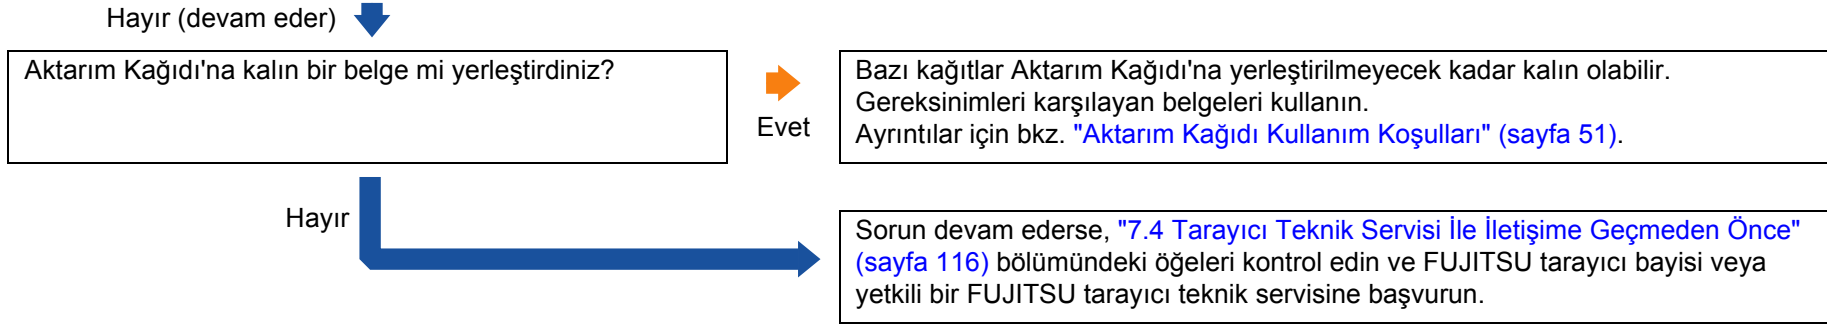 Hayır (devam eder)
Aktarım Kağıdı'na kalın bir belge mi yerleştirdiniz?
Evet
Bazı kağıtlar Aktarım Kağıdı'na yerleştirilmeyecek kadar kalın olabilir.
Gereksinimleri karşılayan belgeleri kullanın.
Ayrıntılar için bkz. "Aktarım Kağıdı Kullanım Koşulları" (sayfa 51).
Hayır
Sorun devam ederse, "7.4 Tarayıcı Teknik Servisi İle İletişime Geçmeden Önce"
(sayfa 116) bölümündeki öğeleri kontrol edin ve FUJITSU tarayıcı bayisi veya
yetkili bir FUJITSU tarayıcı teknik servisine başvurun.